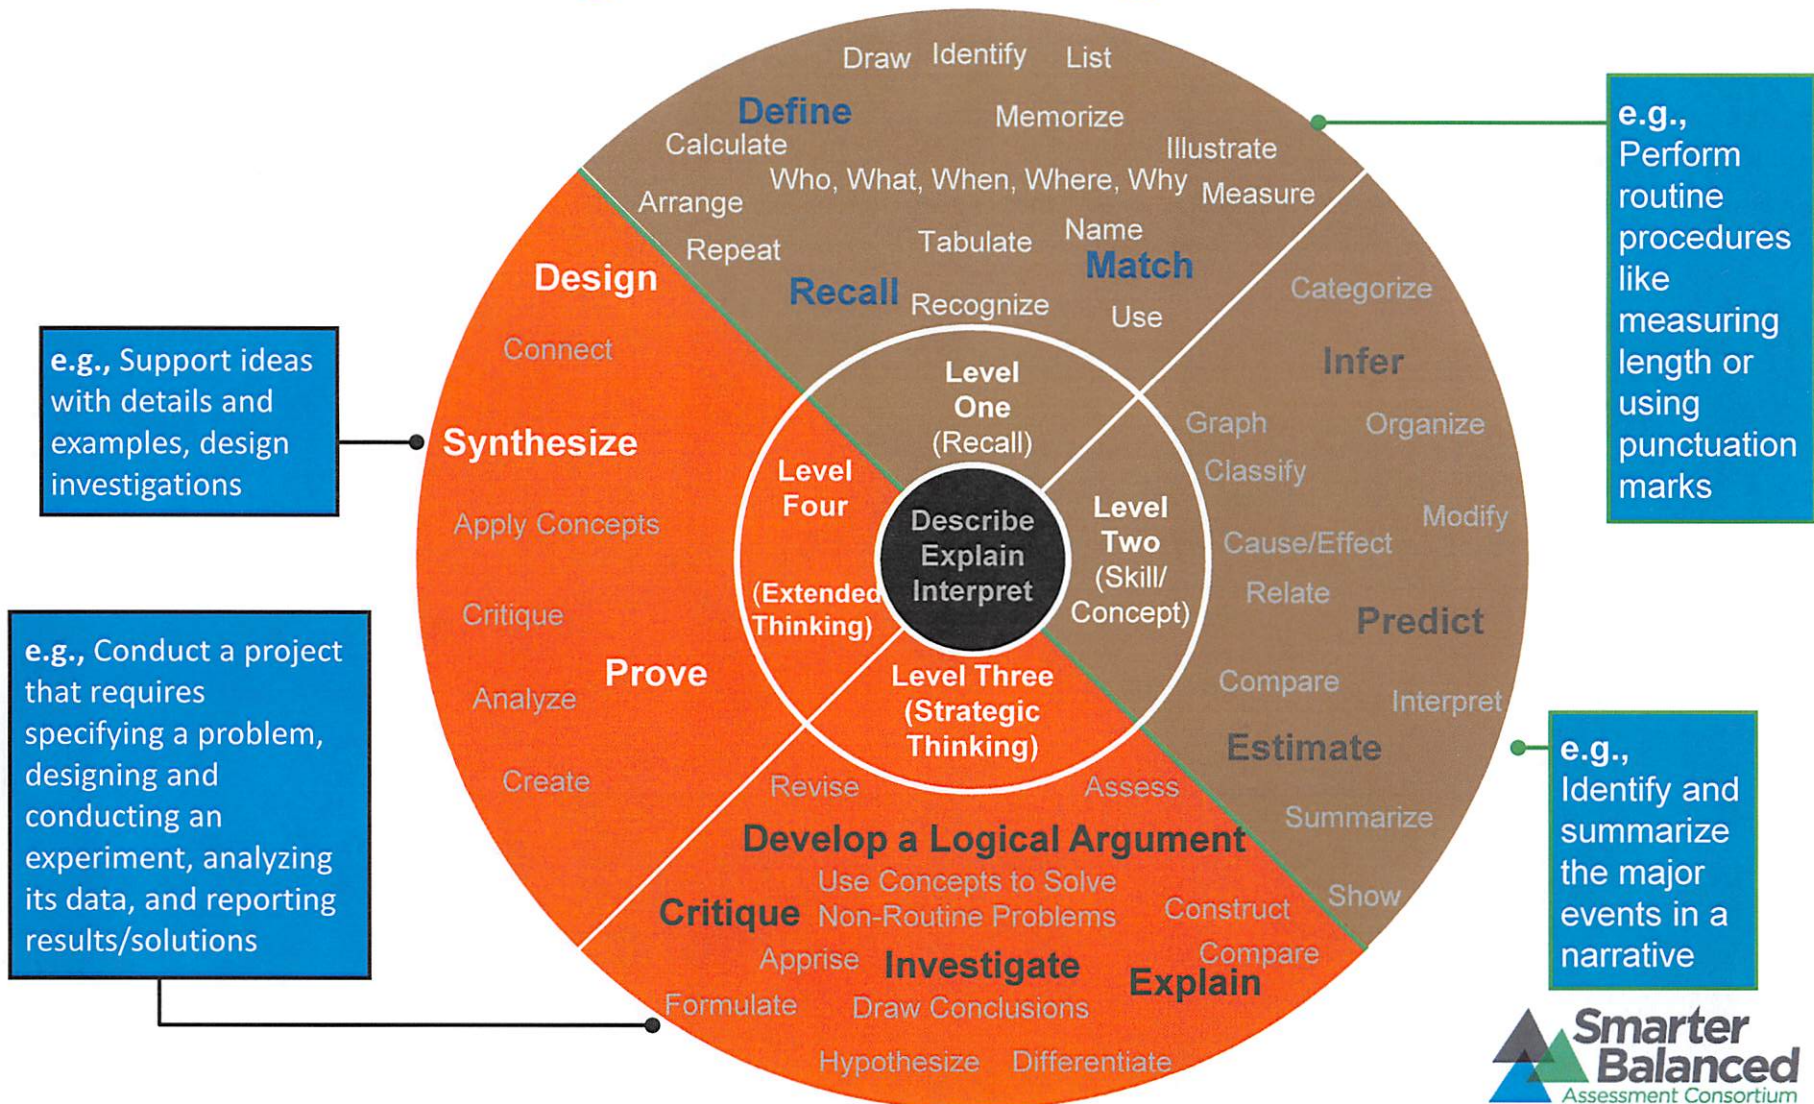 Draw Identify List
Define Memorize
Calculate Illustrate
Who, What, When, Where, Why Measure
Arrange
Repeat Tabulate Name
Recall Match
Recognize Use
Level
One
(Recall)
Categorize
Infer
Graph Organize
Classify
Modify
Cause/Effect
Relate
Predict
Compare
Interpret
Estimate
Summarize
Show
Level
Two
(Skill/
Concept)
Describe
Explain
Interpret
Level Three
(Strategic
Thinking)
Revise Assess
Develop a Logical Argument
Use Concepts to Solve
Non-Routine Problems
Critique Construct
Compare
Apprise Investigate Explain
Formulate Draw Conclusions
Hypothesize Differentiate
Level
Four
(Extended
Thinking)
Design
Connect
Synthesize
Apply Concepts
Critique
Prove
Analyze
Create
e.g., Support ideas
with details and
examples, design
investigations
e.g., Conduct a project
that requires
specifying a problem,
designing and
conducting an
experiment, analyzing
its data, and reporting
results/solutions
e.g.,
Perform
routine
procedures
like
measuring
length or
using
punctuation
marks
e.g.,
Identify and
summarize
the major
events in a
narrative
Smarter
Balanced
Assessment Consortium